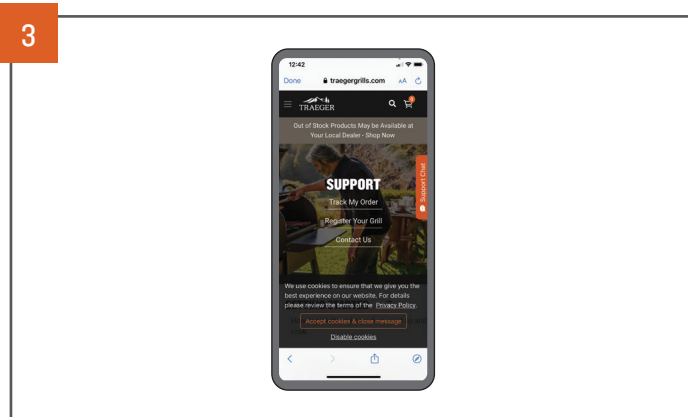 3
12:42
Done traegergrills.com AA
TRAEGER
0
Out of Stock Products May be Available at
Your Local Dealer - Shop Now
Support Chat
SUPPORT
Track My Order
Register Your Grill
Contact Us
We use cookies to ensure that we give you the
best experience on our website. For details
please review the terms of the Privacy Policy.
Accept cookies & close message
Disable cookies